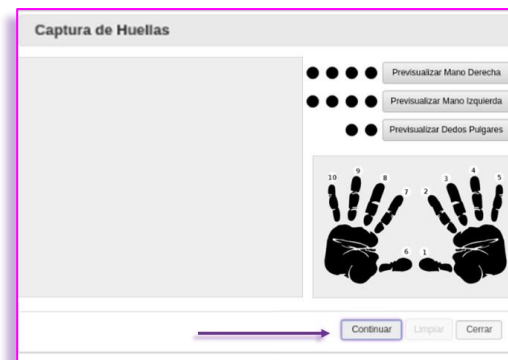 Captura de Huellas
Previsualizar Mano Derecha
Previsualizar Mano Izquierda
Previsualizar Dedos Pulgares
10 9 8 7 2 3 4 5
6 1
Continuar Limpiar Cerrar